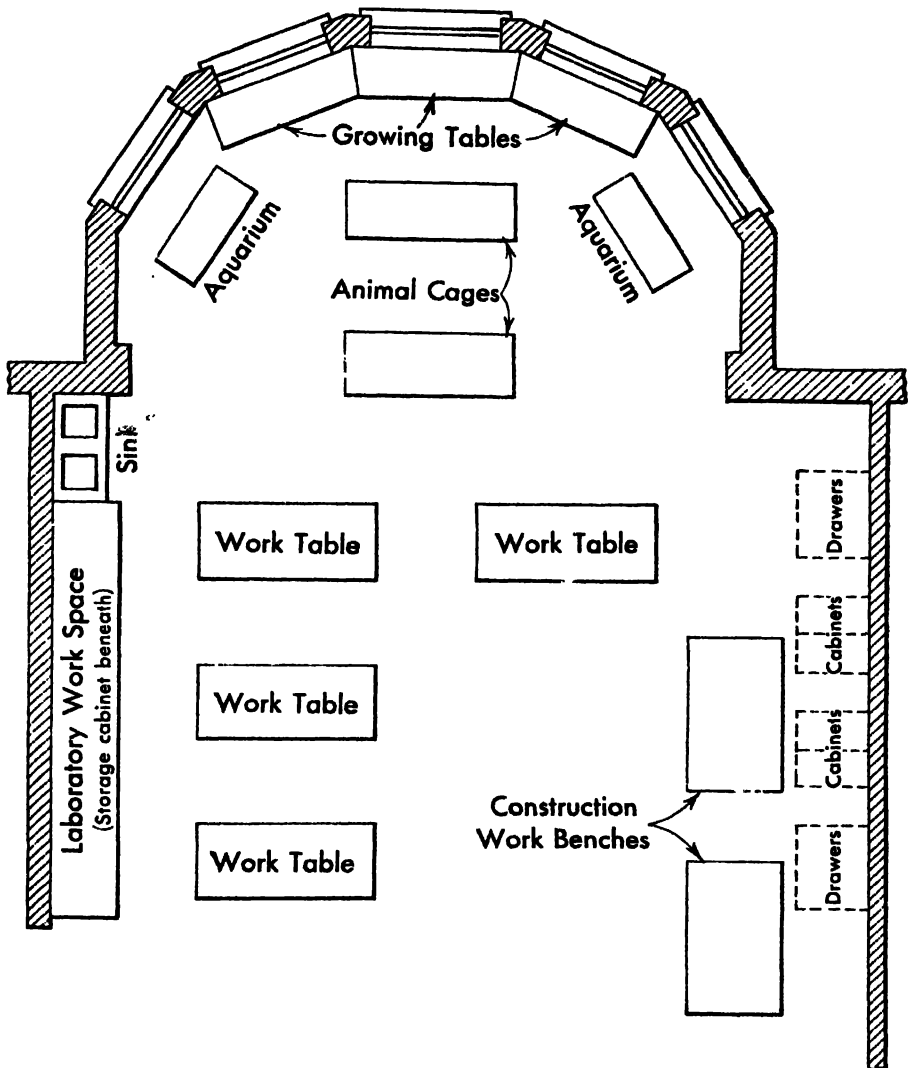 Growing Tables
Aquarium
Aquarium
Animal Cages
Sink
Work Table
Work Table
Drawers
Laboratory Work Space
(Storage cabinet beneath)
Cabinets
Work Table
Cabinets
Construction
Work Benches
Work Table
Drawers